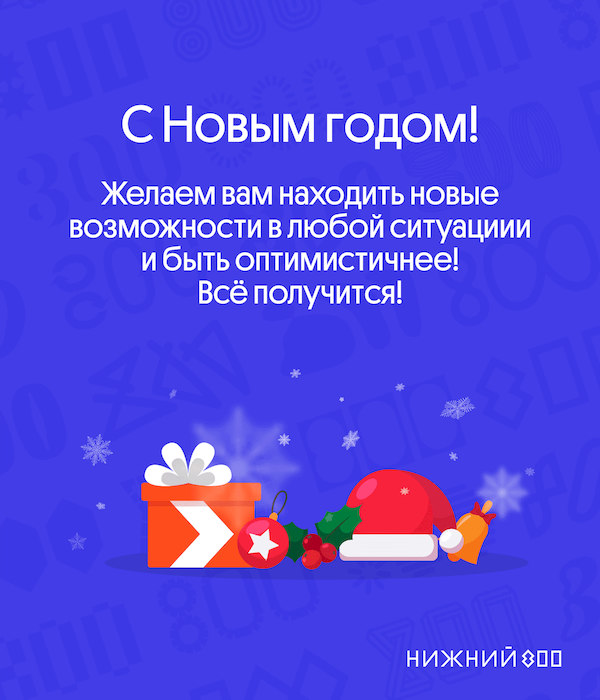 С Новым годом!
Желаем вам находить новые
возможности в любой ситуациии
и быть оптимистичнее!
Всё получится!
НИЖНИЙ 800